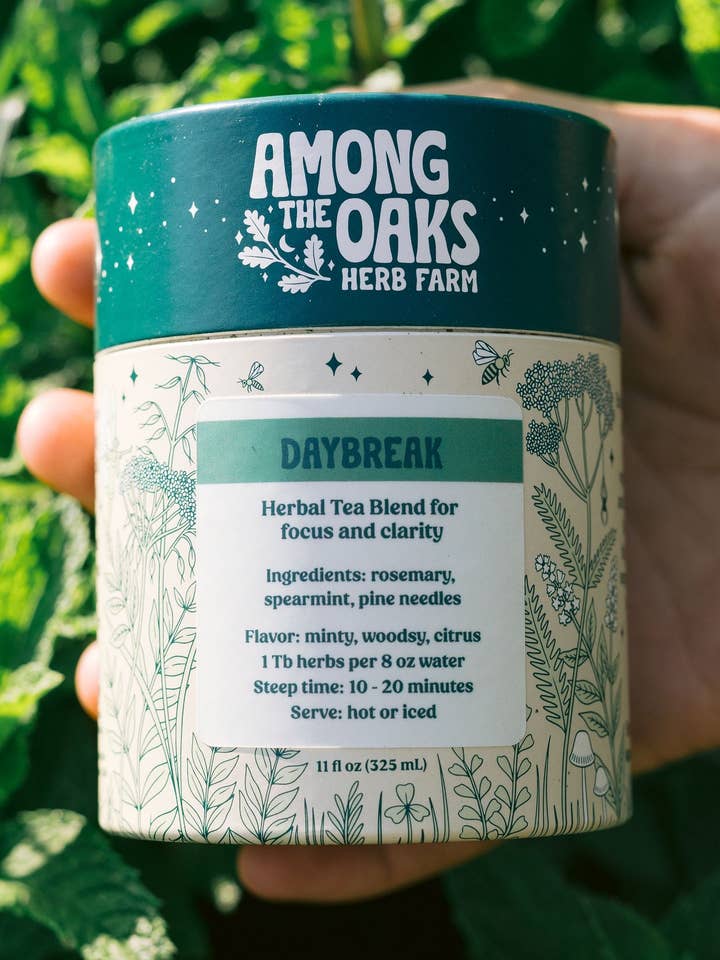 AMONG
THE OAKS
HERB FARM
DAYBREAK
Herbal Tea Blend for
focus and clarity
Ingredients: rosemary,
spearmint, pine needles
Flavor: minty, woodsy, citrus
1 Tb herbs per 8 oz water
Steep time: 10 - 20 minutes
Serve: hot or iced
11 fl oz (325 mL)